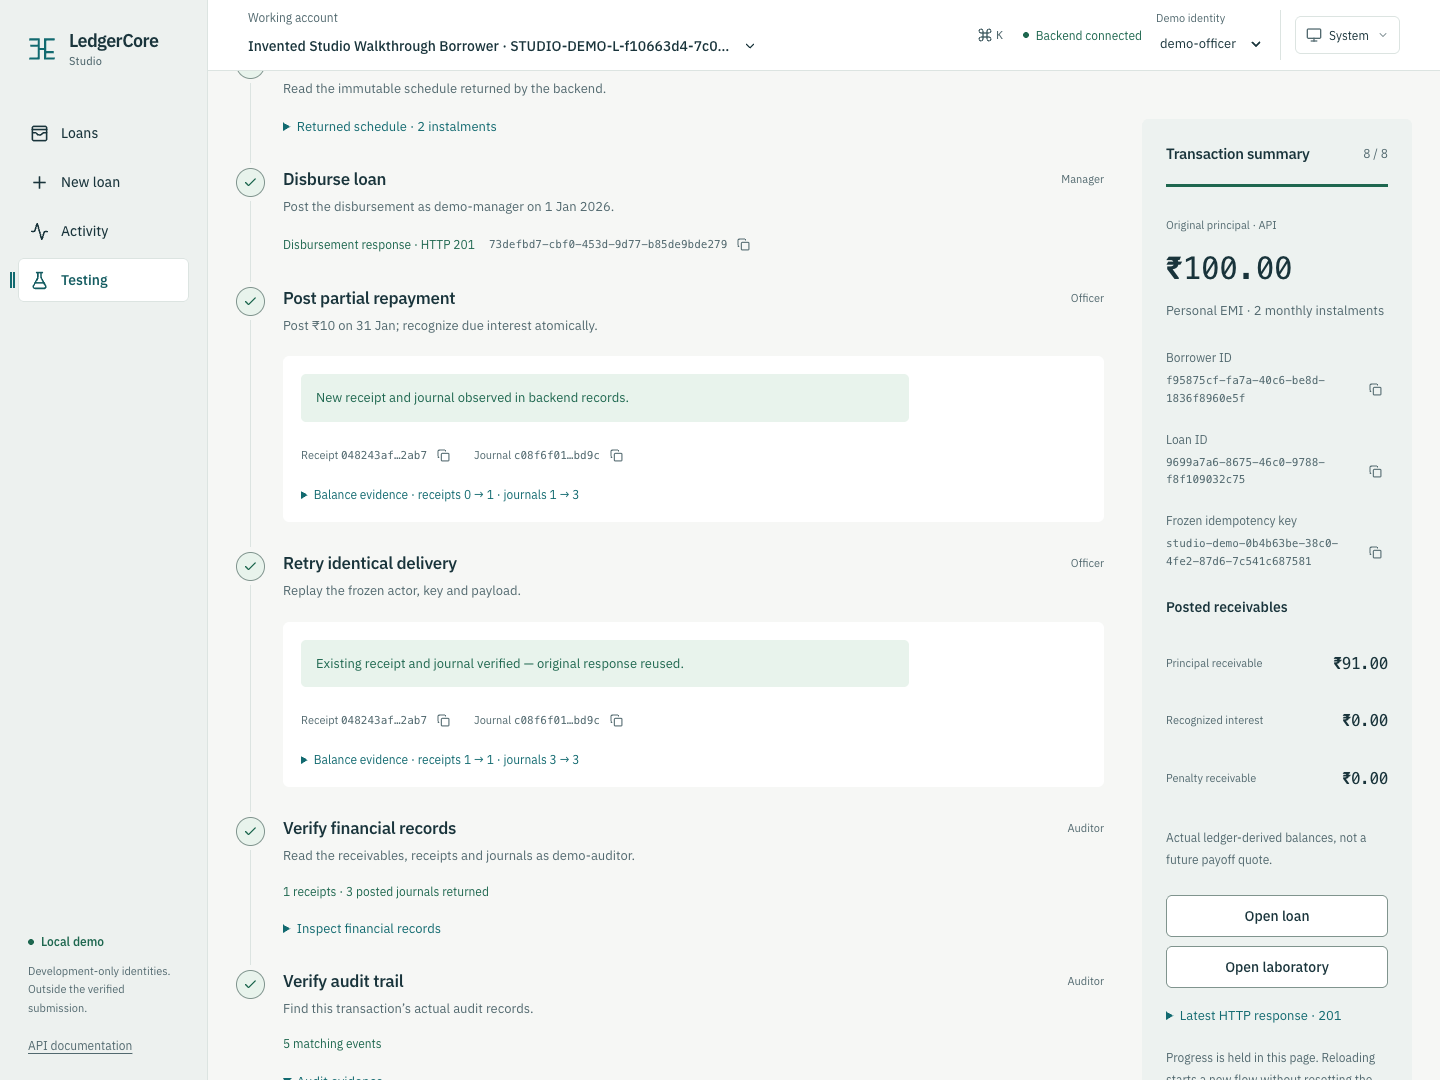 LedgerCore
Studio
Loans
New loan
Activity
Testing
Local demo
Development-only identities.
Outside the verified
submission.
API documentation
Working account
Invented Studio Walkthrough Borrower · STUDIO-DEMO-L-f10663d4-7c0...
⌘ K
Backend connected
Demo identity
demo-officer
System
Read the immutable schedule returned by the backend.
Returned schedule · 2 instalments
Disburse loan
Manager
Post the disbursement as demo-manager on 1 Jan 2026.
Disbursement response · HTTP 201 73defbd7-cbf0-453d-9d77-b85de9bde279
Post partial repayment
Officer
Post ₹10 on 31 Jan; recognize due interest atomically.
New receipt and journal observed in backend records.
Receipt 048243af…2ab7 Journal c08f6f01…bd9c
Balance evidence · receipts 0 → 1 · journals 1 → 3
Retry identical delivery
Officer
Replay the frozen actor, key and payload.
Existing receipt and journal verified — original response reused.
Receipt 048243af…2ab7 Journal c08f6f01…bd9c
Balance evidence · receipts 1 → 1 · journals 3 → 3
Verify financial records
Auditor
Read the receivables, receipts and journals as demo-auditor.
1 receipts · 3 posted journals returned
Inspect financial records
Verify audit trail
Auditor
Find this transaction's actual audit records.
5 matching events
Audit evidence
Transaction summary
8 / 8
Original principal · API
₹100.00
Personal EMI · 2 monthly instalments
Borrower ID
f95875cf-fa7a-40c6-be8d-
1836f8960e5f
Loan ID
9699a7a6-8675-46c0-9788-
f8f109032c75
Frozen idempotency key
studio-demo-0b4b63be-38c0-
4fe2-87d6-7c541c687581
Posted receivables
Principal receivable ₹91.00
Recognized interest ₹0.00
Penalty receivable ₹0.00
Actual ledger-derived balances, not a
future payoff quote.
Open loan
Open laboratory
Latest HTTP response · 201
Progress is held in this page. Reloading
starts a new flow without resetting the